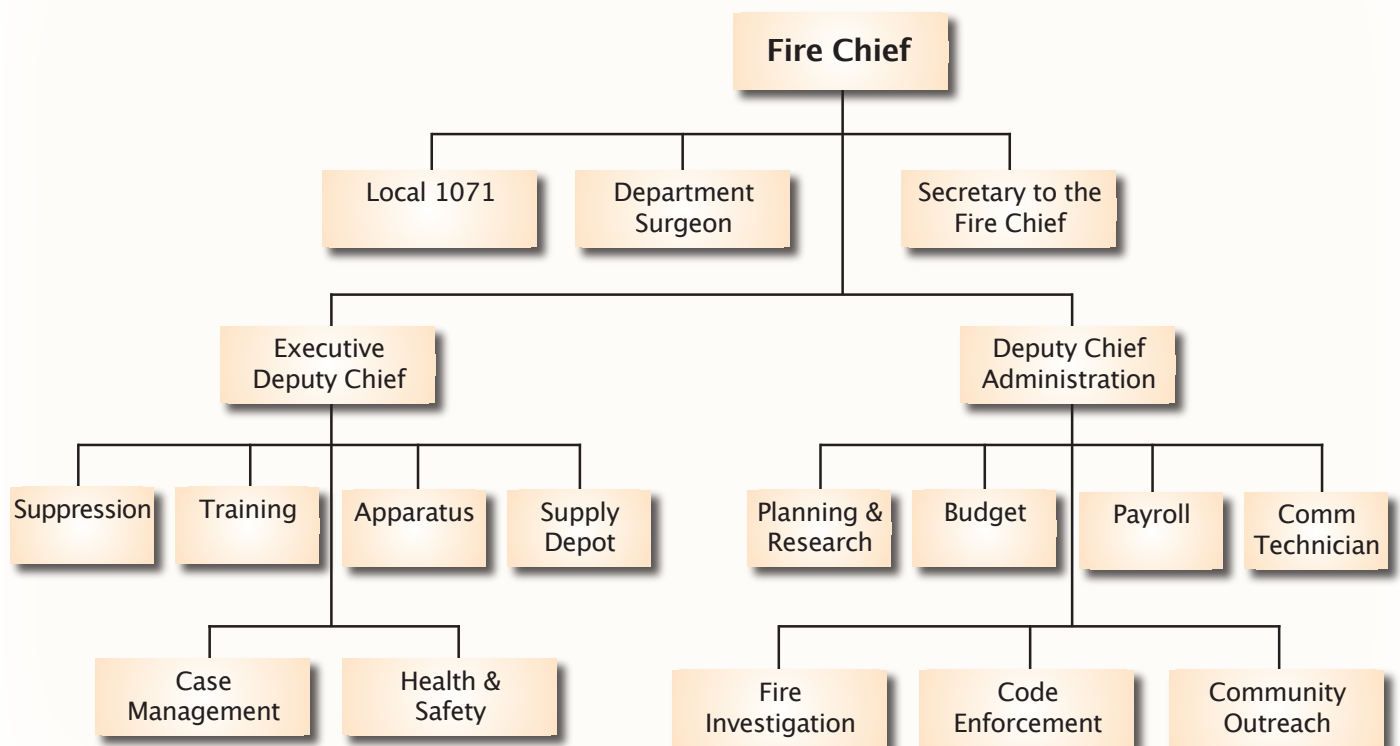 Fire Chief
Local 1071
Department
Surgeon
Secretary to the
Fire Chief
Executive
Deputy Chief
Deputy Chief
Administration
Suppression
Training
Apparatus
Supply
Depot
Planning &
Research
Budget
Payroll
Comm
Technician
Case
Management
Health &
Safety
Fire
Investigation
Code
Enforcement
Community
Outreach